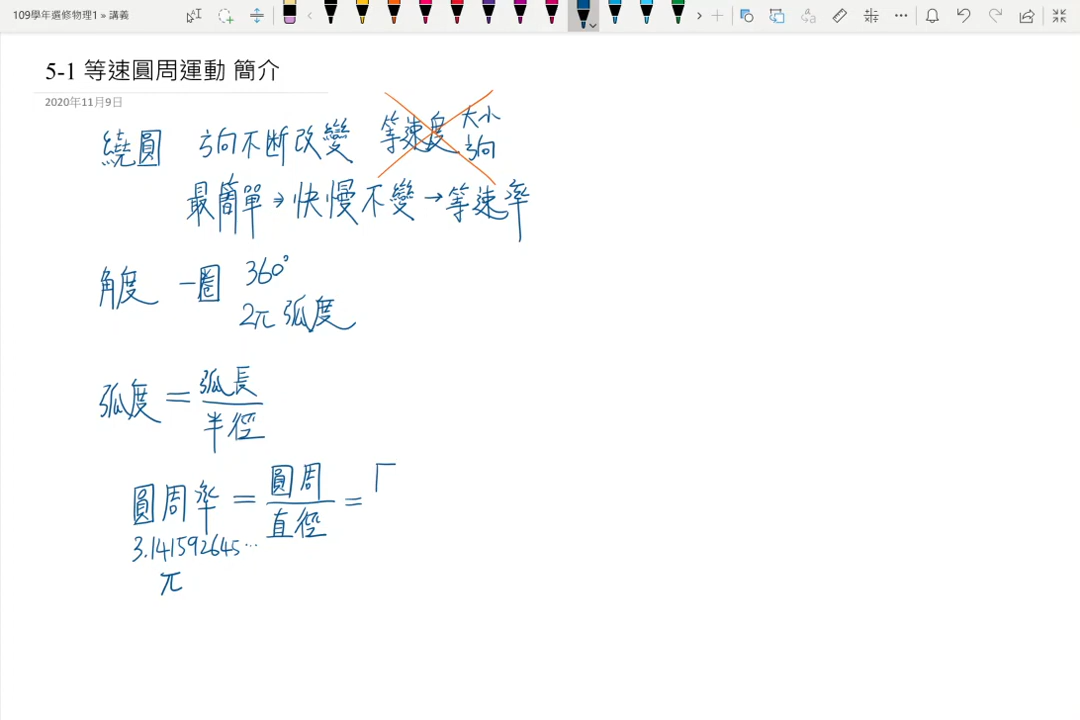 109學年選修物理1 » 講義
5-1 等速圓周運動 簡介
2020年11月9日
繞圓 方向不斷改變 等速度 大小 方向
最簡單→快慢不變→等速率
角度 一圈 360°
2π 弧度
弧度 = 弧長 / 半徑
圓周率 = 圓周 / 直徑 =
3.141592645…
π